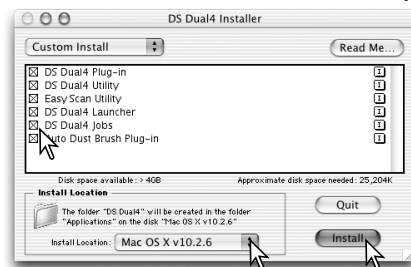 DS Dual4 Installer
Custom Install
Read Me...
DS Dual4 Plug-in
DS Dual4 Utility
Easy Scan Utility
DS Dual4 Launcher
DS Dual4 Jobs
Auto Dust Brush Plug-in
Disk space available: > 4GB Approximate disk space needed: 25,204K
Install Location
The folder "DS Dual4" will be created in the folder
"Applications" on the disk "Mac OS X v10.2.6"
Quit
Install Location: Mac OS X v10.2.6
Install